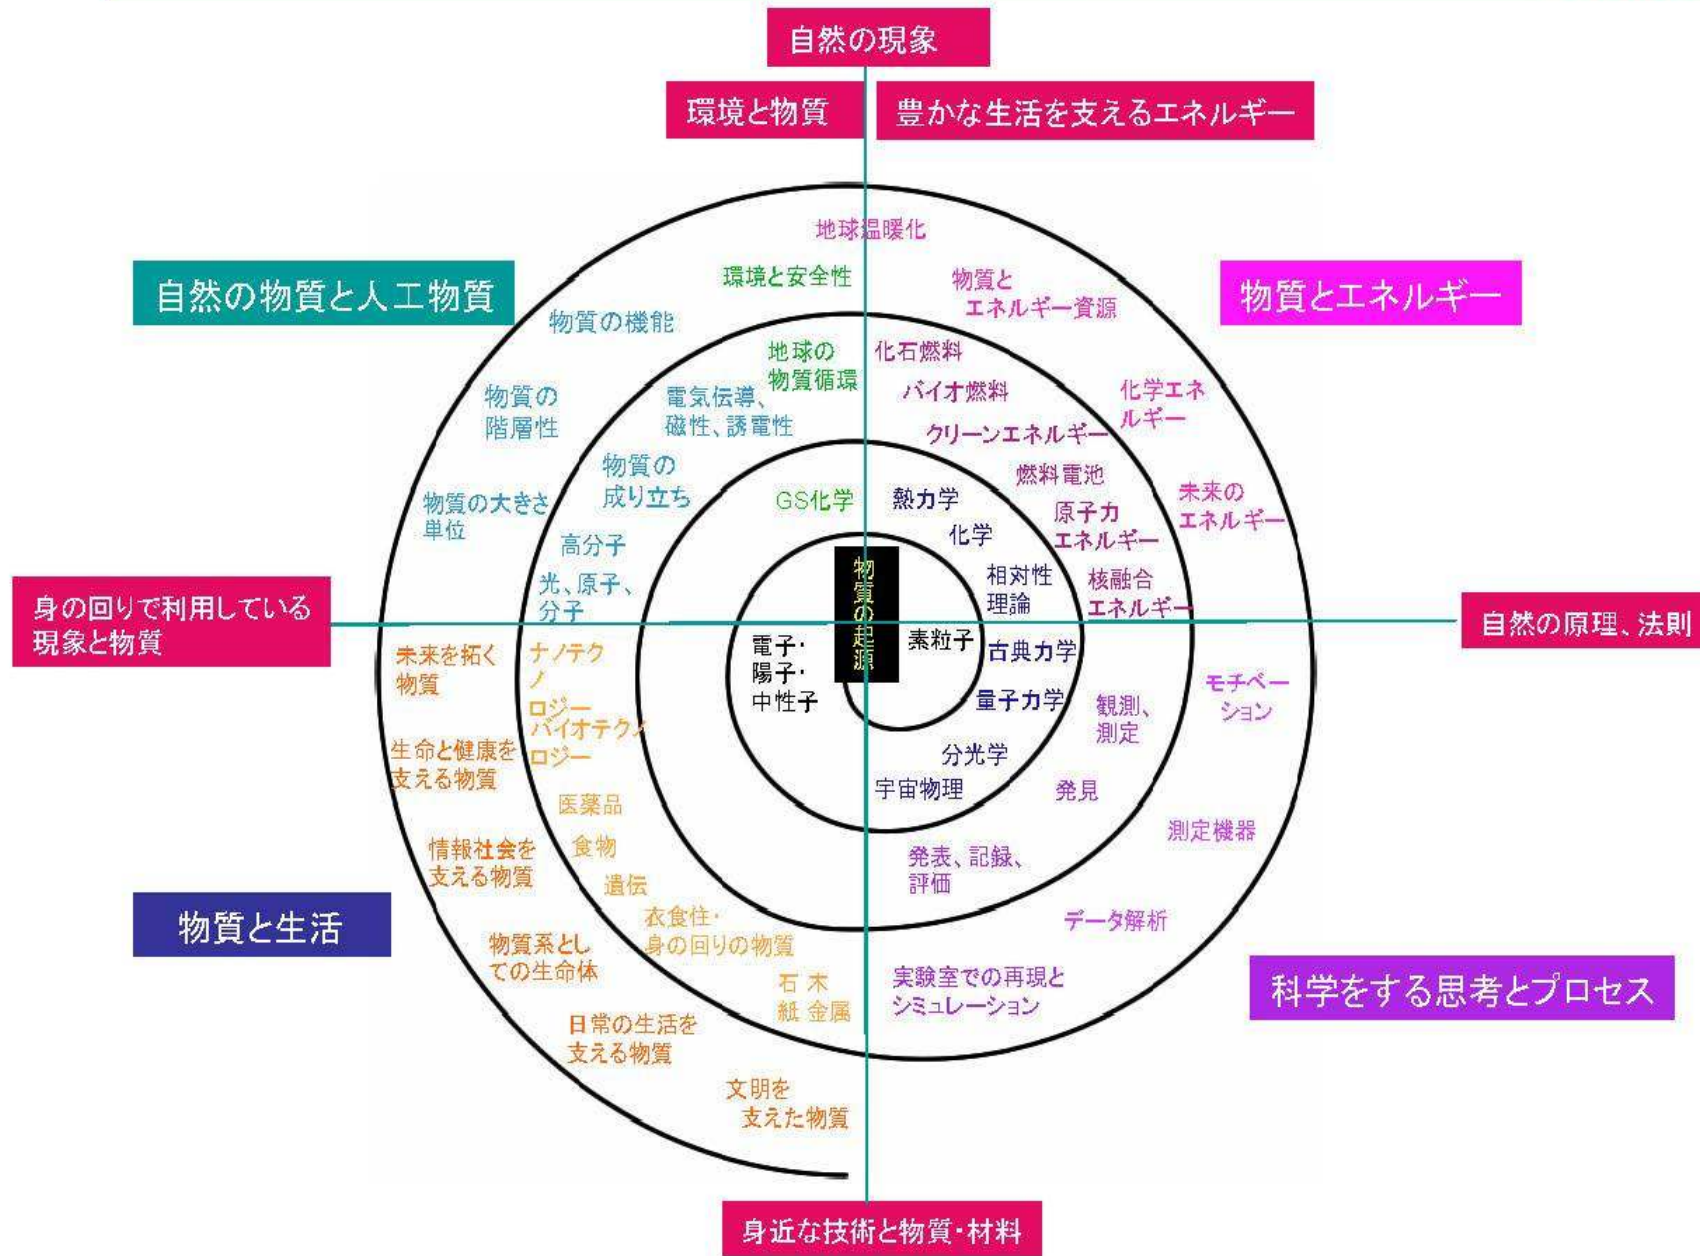 自然の現象
環境と物質
豊かな生活を支えるエネルギー
自然の物質と人工物質
物質とエネルギー
地球温暖化
環境と安全性
物質と
エネルギー資源
物質の機能
地球の
物質循環
化石燃料
物質の
階層性
電気伝導、
磁性、誘電性
バイオ燃料
化学エネ
ルギー
クリーンエネルギー
物質の
成り立ち
燃料電池
物質の大きさ
単位
GS化学
熱力学
原子力
エネルギー
未来の
エネルギー
高分子
化学
光、原子、
分子
物質の起源
相対性
理論
核融合
エネルギー
身の回りで利用している
現象と物質
自然の原理、法則
未来を拓く
物質
ナノテク
ノ
ロジー
電子・
陽子・
中性子
素粒子
古典力学
量子力学
観測、
測定
モチベー
ション
生命と健康を
支える物質
バイオテクノ
ロジー
分光学
宇宙物理
発見
医薬品
測定機器
情報社会を
支える物質
食物
発表、記録、
評価
遺伝
物質と生活
衣食住・
身の回りの物質
データ解析
物質系とし
ての生命体
石 木
紙 金属
実験室での再現と
シミュレーション
科学をする思考とプロセス
日常の生活を
支える物質
文明を
支えた物質
身近な技術と物質・材料